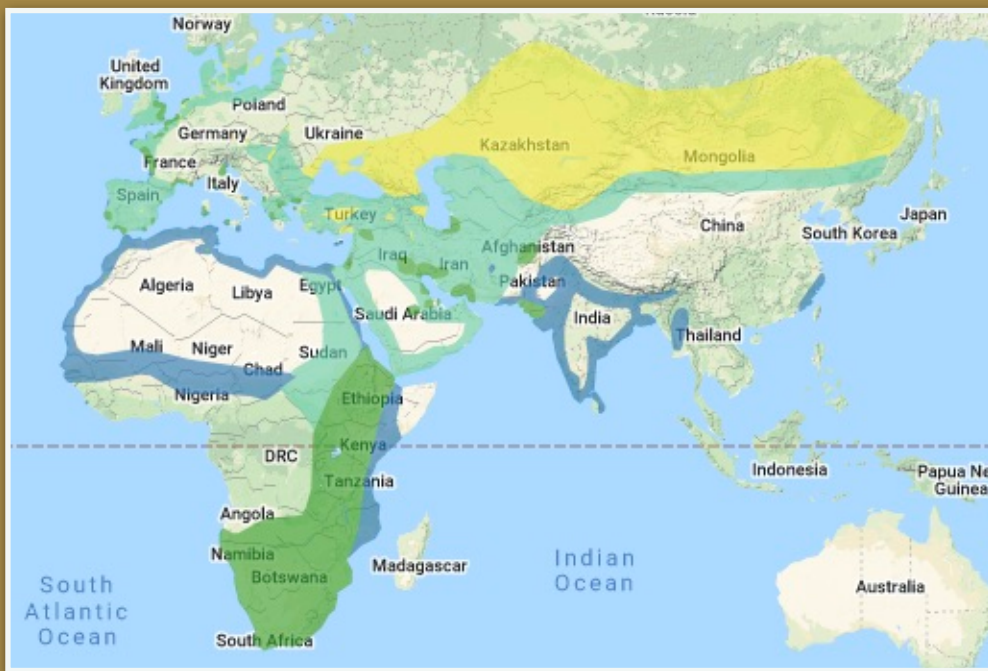 Norway
United
Kingdom
Poland
Germany
Ukraine
Kazakhstan
Mongolia
France
Italy
Spain
Turkey
China
Japan
South Korea
Afghanistan
Iraq
Iran
Pakistan
Algeria
Libya
Egypt
Saudi Arabia
India
Thailand
Mali
Niger
Sudan
Chad
Nigeria
Ethiopia
Kenya
DRC
Tanzania
Indonesia
Papua Ne
Guinea
Angola
Namibia
Botswana
Madagascar
Indian
Ocean
Australia
South
Atlantic
Ocean
South Africa